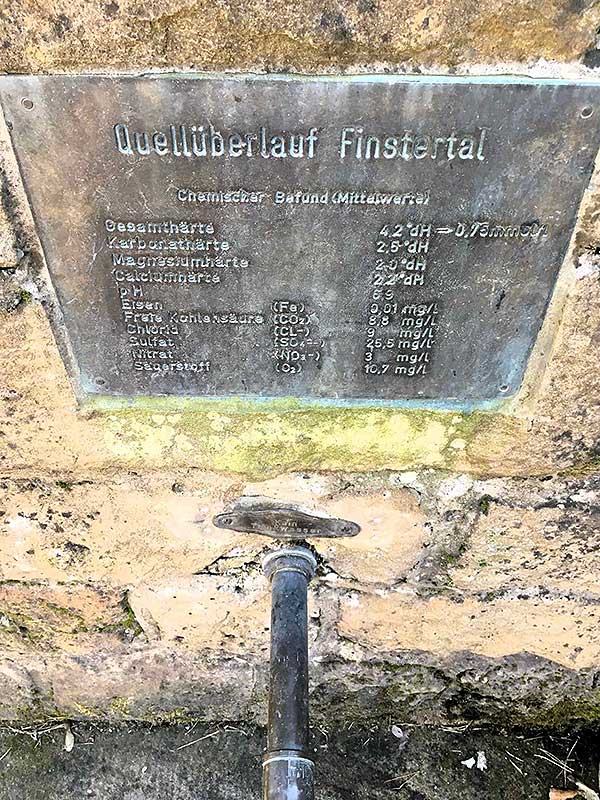 Quellüberlauf Finstertal
Chemischer Befund (Mittelwerte)
Gesamthärte 4,2°dH ⇒ 0,75mmol/l
Karbonathärte 2,5°dH
Magnesiumhärte 2,0°dH
Calciumhärte 2,2°dH
pH 6,9
Eisen (Fe) 0,01 mg/L
Freie Kohlensäure (CO₂) 8,8 mg/L
Chlorid (CL-) 9 mg/L
Sulfat (SO₄--) 25,5 mg/L
Nitrat (NO₃-) 3 mg/L
Sauerstoff (O₂) 10,7 mg/L